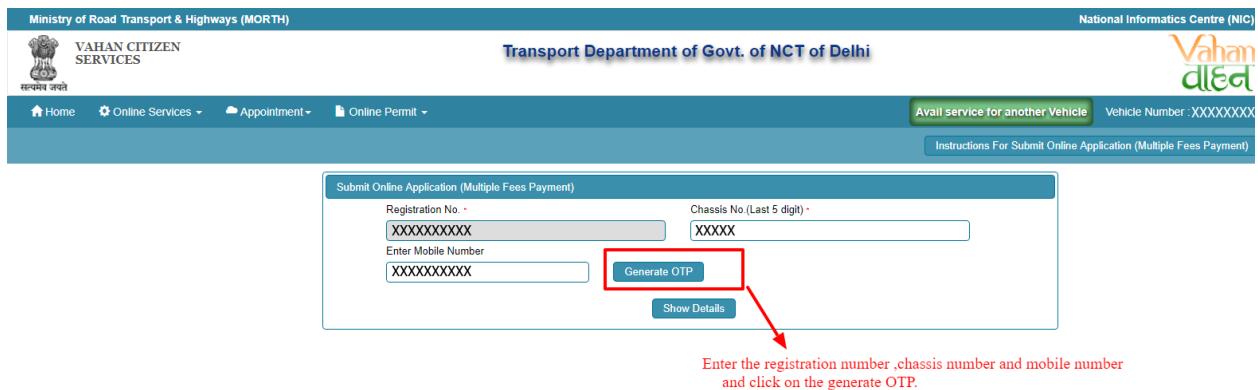 Ministry of Road Transport & Highways (MORTH) National Informatics Centre (NIC)
VAHAN CITIZEN
SERVICES
सत्यमेव जयते
Transport Department of Govt. of NCT of Delhi
Vahan
वाहन
Home Online Services Appointment Online Permit Avail service for another Vehicle Vehicle Number :XXXXXXXX
Instructions For Submit Online Application (Multiple Fees Payment)
Submit Online Application (Multiple Fees Payment)
Registration No. * Chassis No.(Last 5 digit) *
XXXXXXXXXX XXXXX
Enter Mobile Number
XXXXXXXXXX Generate OTP
Show Details
Enter the registration number ,chassis number and mobile number
and click on the generate OTP.